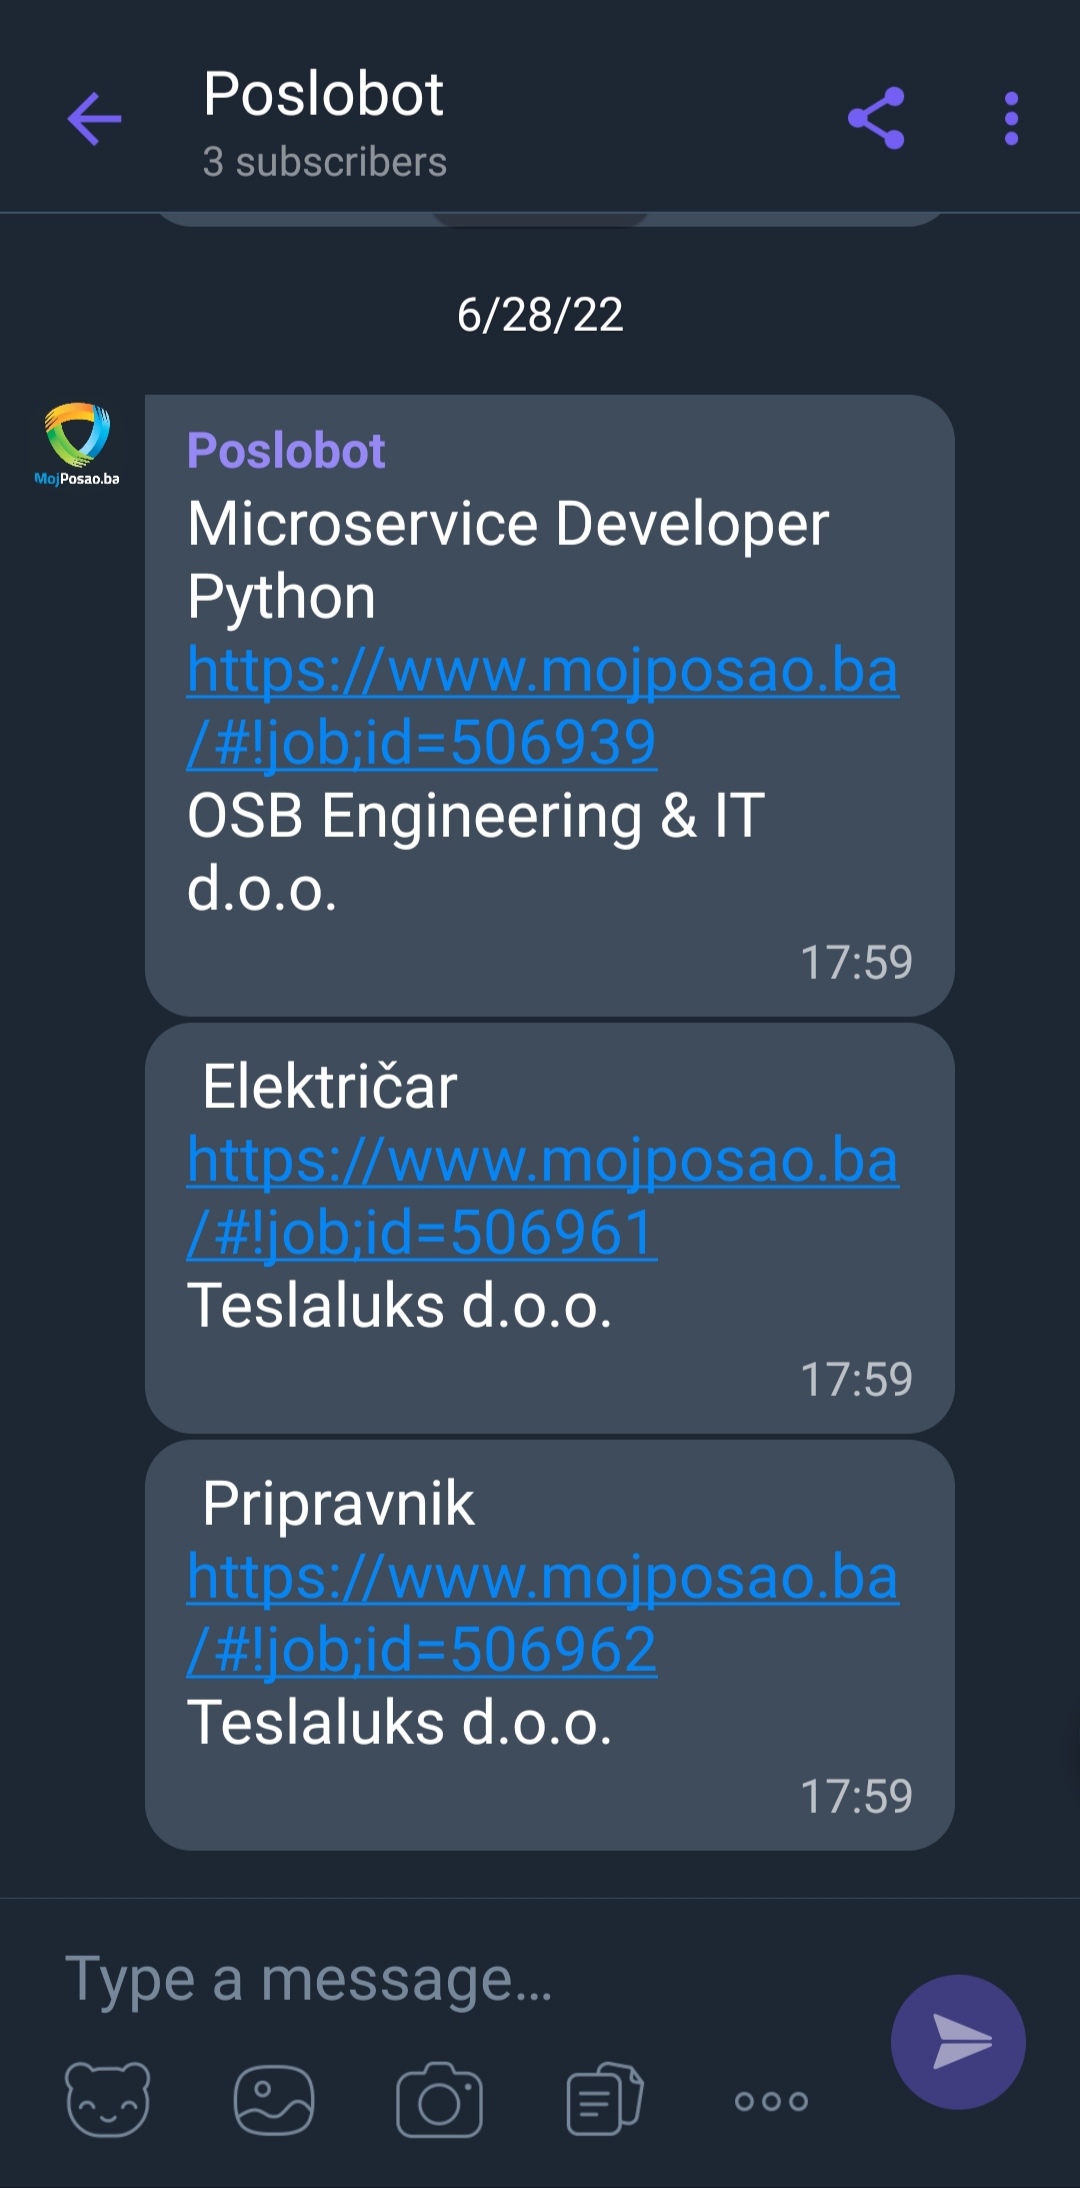 Poslobot
3 subscribers
6/28/22
MojPosao.ba
Poslobot
Microservice Developer
Python
https://www.mojposao.ba
/#!job;id=506939
OSB Engineering & IT
d.o.o.
17:59
Električar
https://www.mojposao.ba
/#!job;id=506961
Teslaluks d.o.o.
17:59
Pripravnik
https://www.mojposao.ba
/#!job;id=506962
Teslaluks d.o.o.
17:59
Type a message...